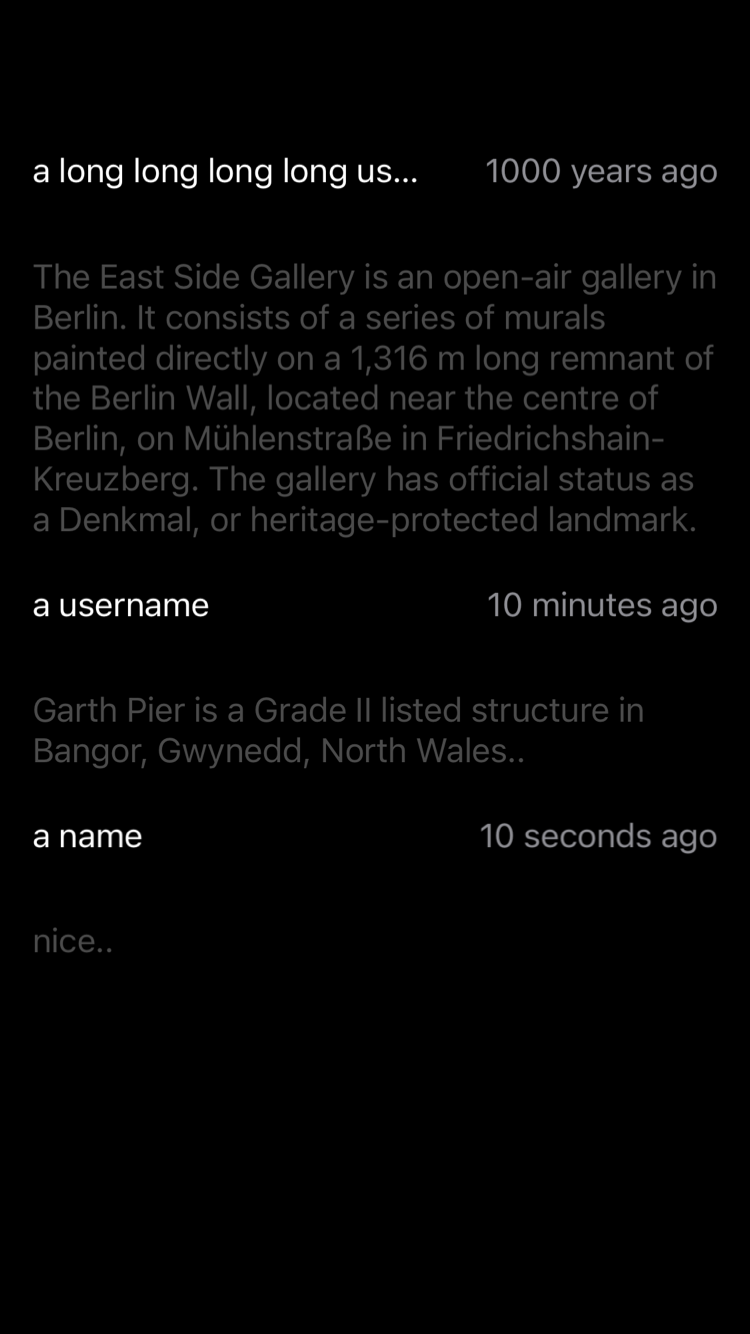 a long long long long us... 1000 years ago
The East Side Gallery is an open-air gallery in
Berlin. It consists of a series of murals
painted directly on a 1,316 m long remnant of
the Berlin Wall, located near the centre of
Berlin, on Mühlenstraße in Friedrichshain-
Kreuzberg. The gallery has official status as
a Denkmal, or heritage-protected landmark.
a username 10 minutes ago
Garth Pier is a Grade II listed structure in
Bangor, Gwynedd, North Wales..
a name 10 seconds ago
nice..